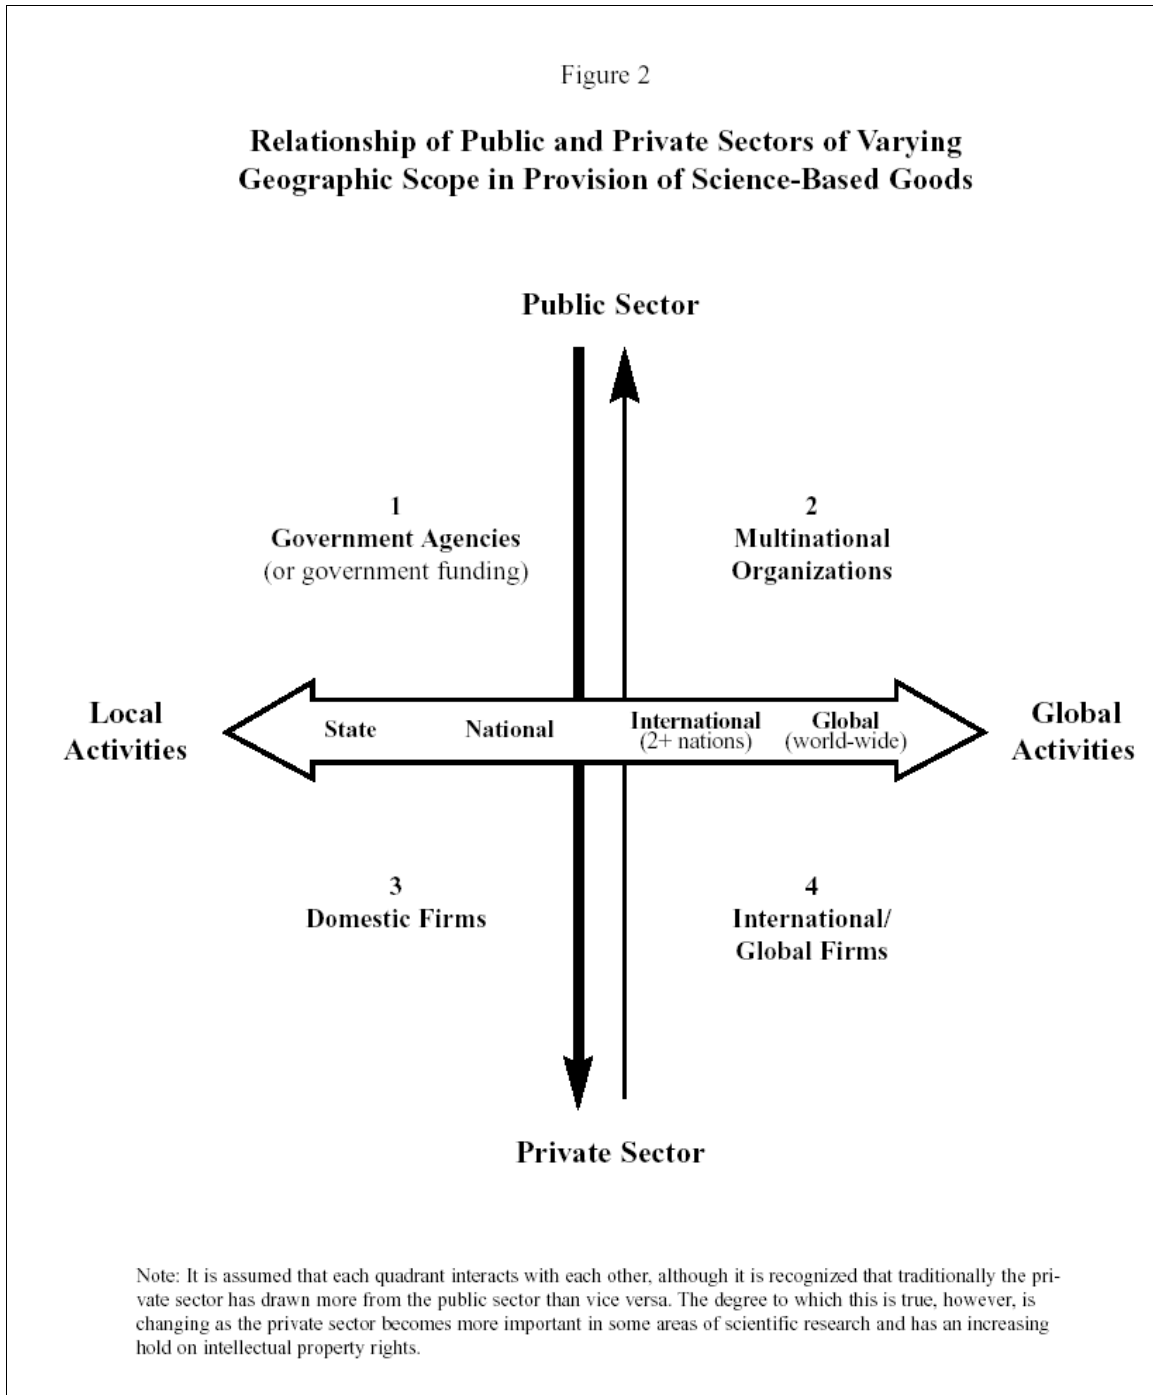 Figure 2
Relationship of Public and Private Sectors of Varying
Geographic Scope in Provision of Science-Based Goods
Public Sector
1
Government Agencies
(or government funding)
2
Multinational
Organizations
Local
Activities
State
National
International
(2+ nations)
Global
(world-wide)
Global
Activities
3
Domestic Firms
4
International/
Global Firms
Private Sector
Note: It is assumed that each quadrant interacts with each other, although it is recognized that traditionally the pri-
vate sector has drawn more from the public sector than vice versa. The degree to which this is true, however, is
changing as the private sector becomes more important in some areas of scientific research and has an increasing
hold on intellectual property rights.